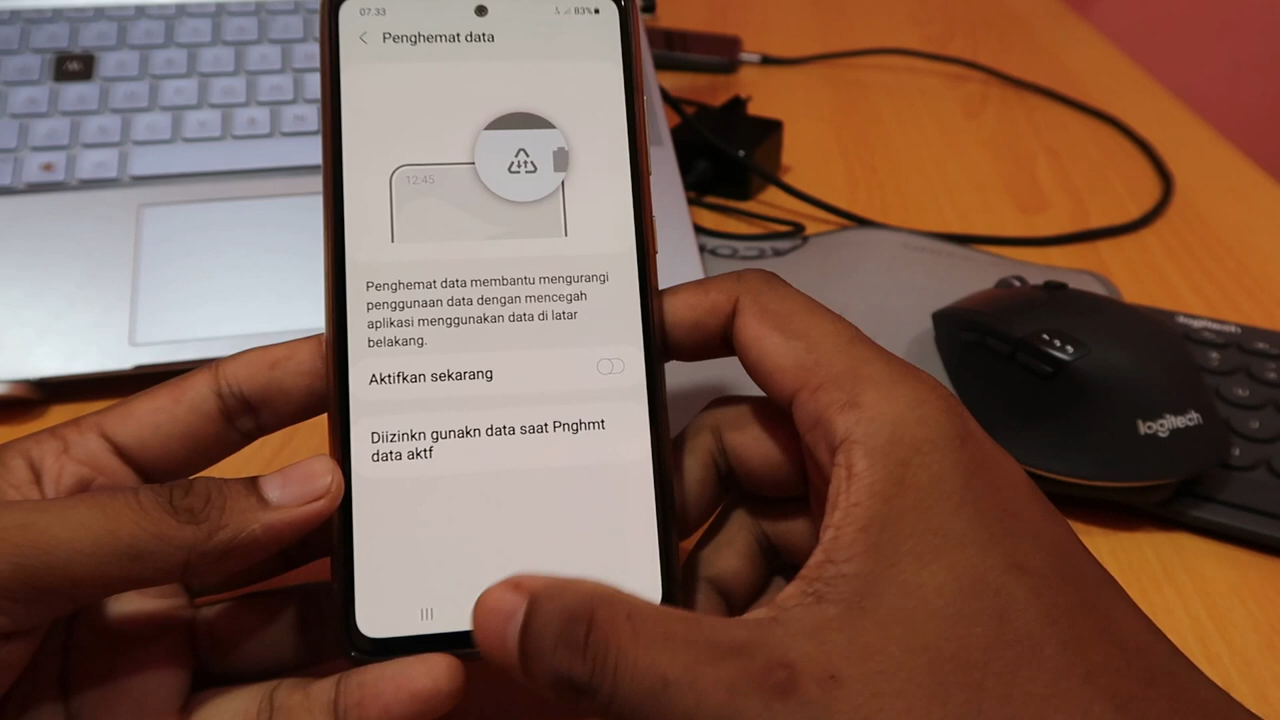 07.33
83%
Penghemat data
12:45
Penghemat data membantu mengurangi
penggunaan data dengan mencegah
aplikasi menggunakan data di latar
belakang.
Aktifkan sekarang
Diizinkn gunakn data saat Pnghmt
data aktf
logitech
logitech